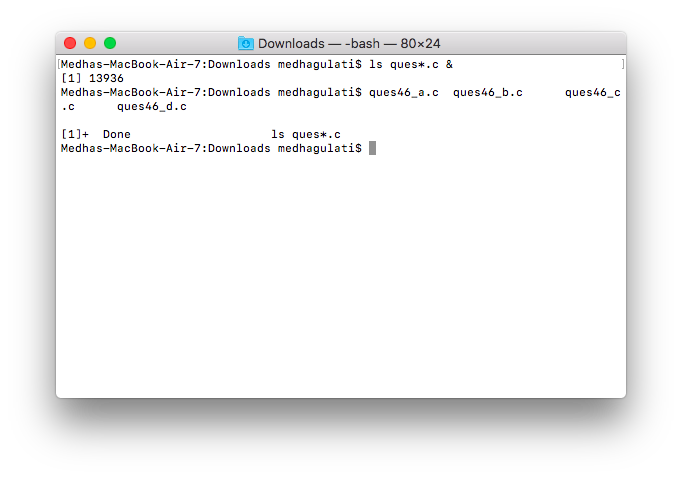 Downloads — -bash — 80×24
[Medhas-MacBook-Air-7:Downloads medhagulati$ ls ques*.c & ]
[1] 13936
Medhas-MacBook-Air-7:Downloads medhagulati$ ques46_a.c  ques46_b.c      ques46_c
.c      ques46_d.c
[1]+  Done                    ls ques*.c
Medhas-MacBook-Air-7:Downloads medhagulati$